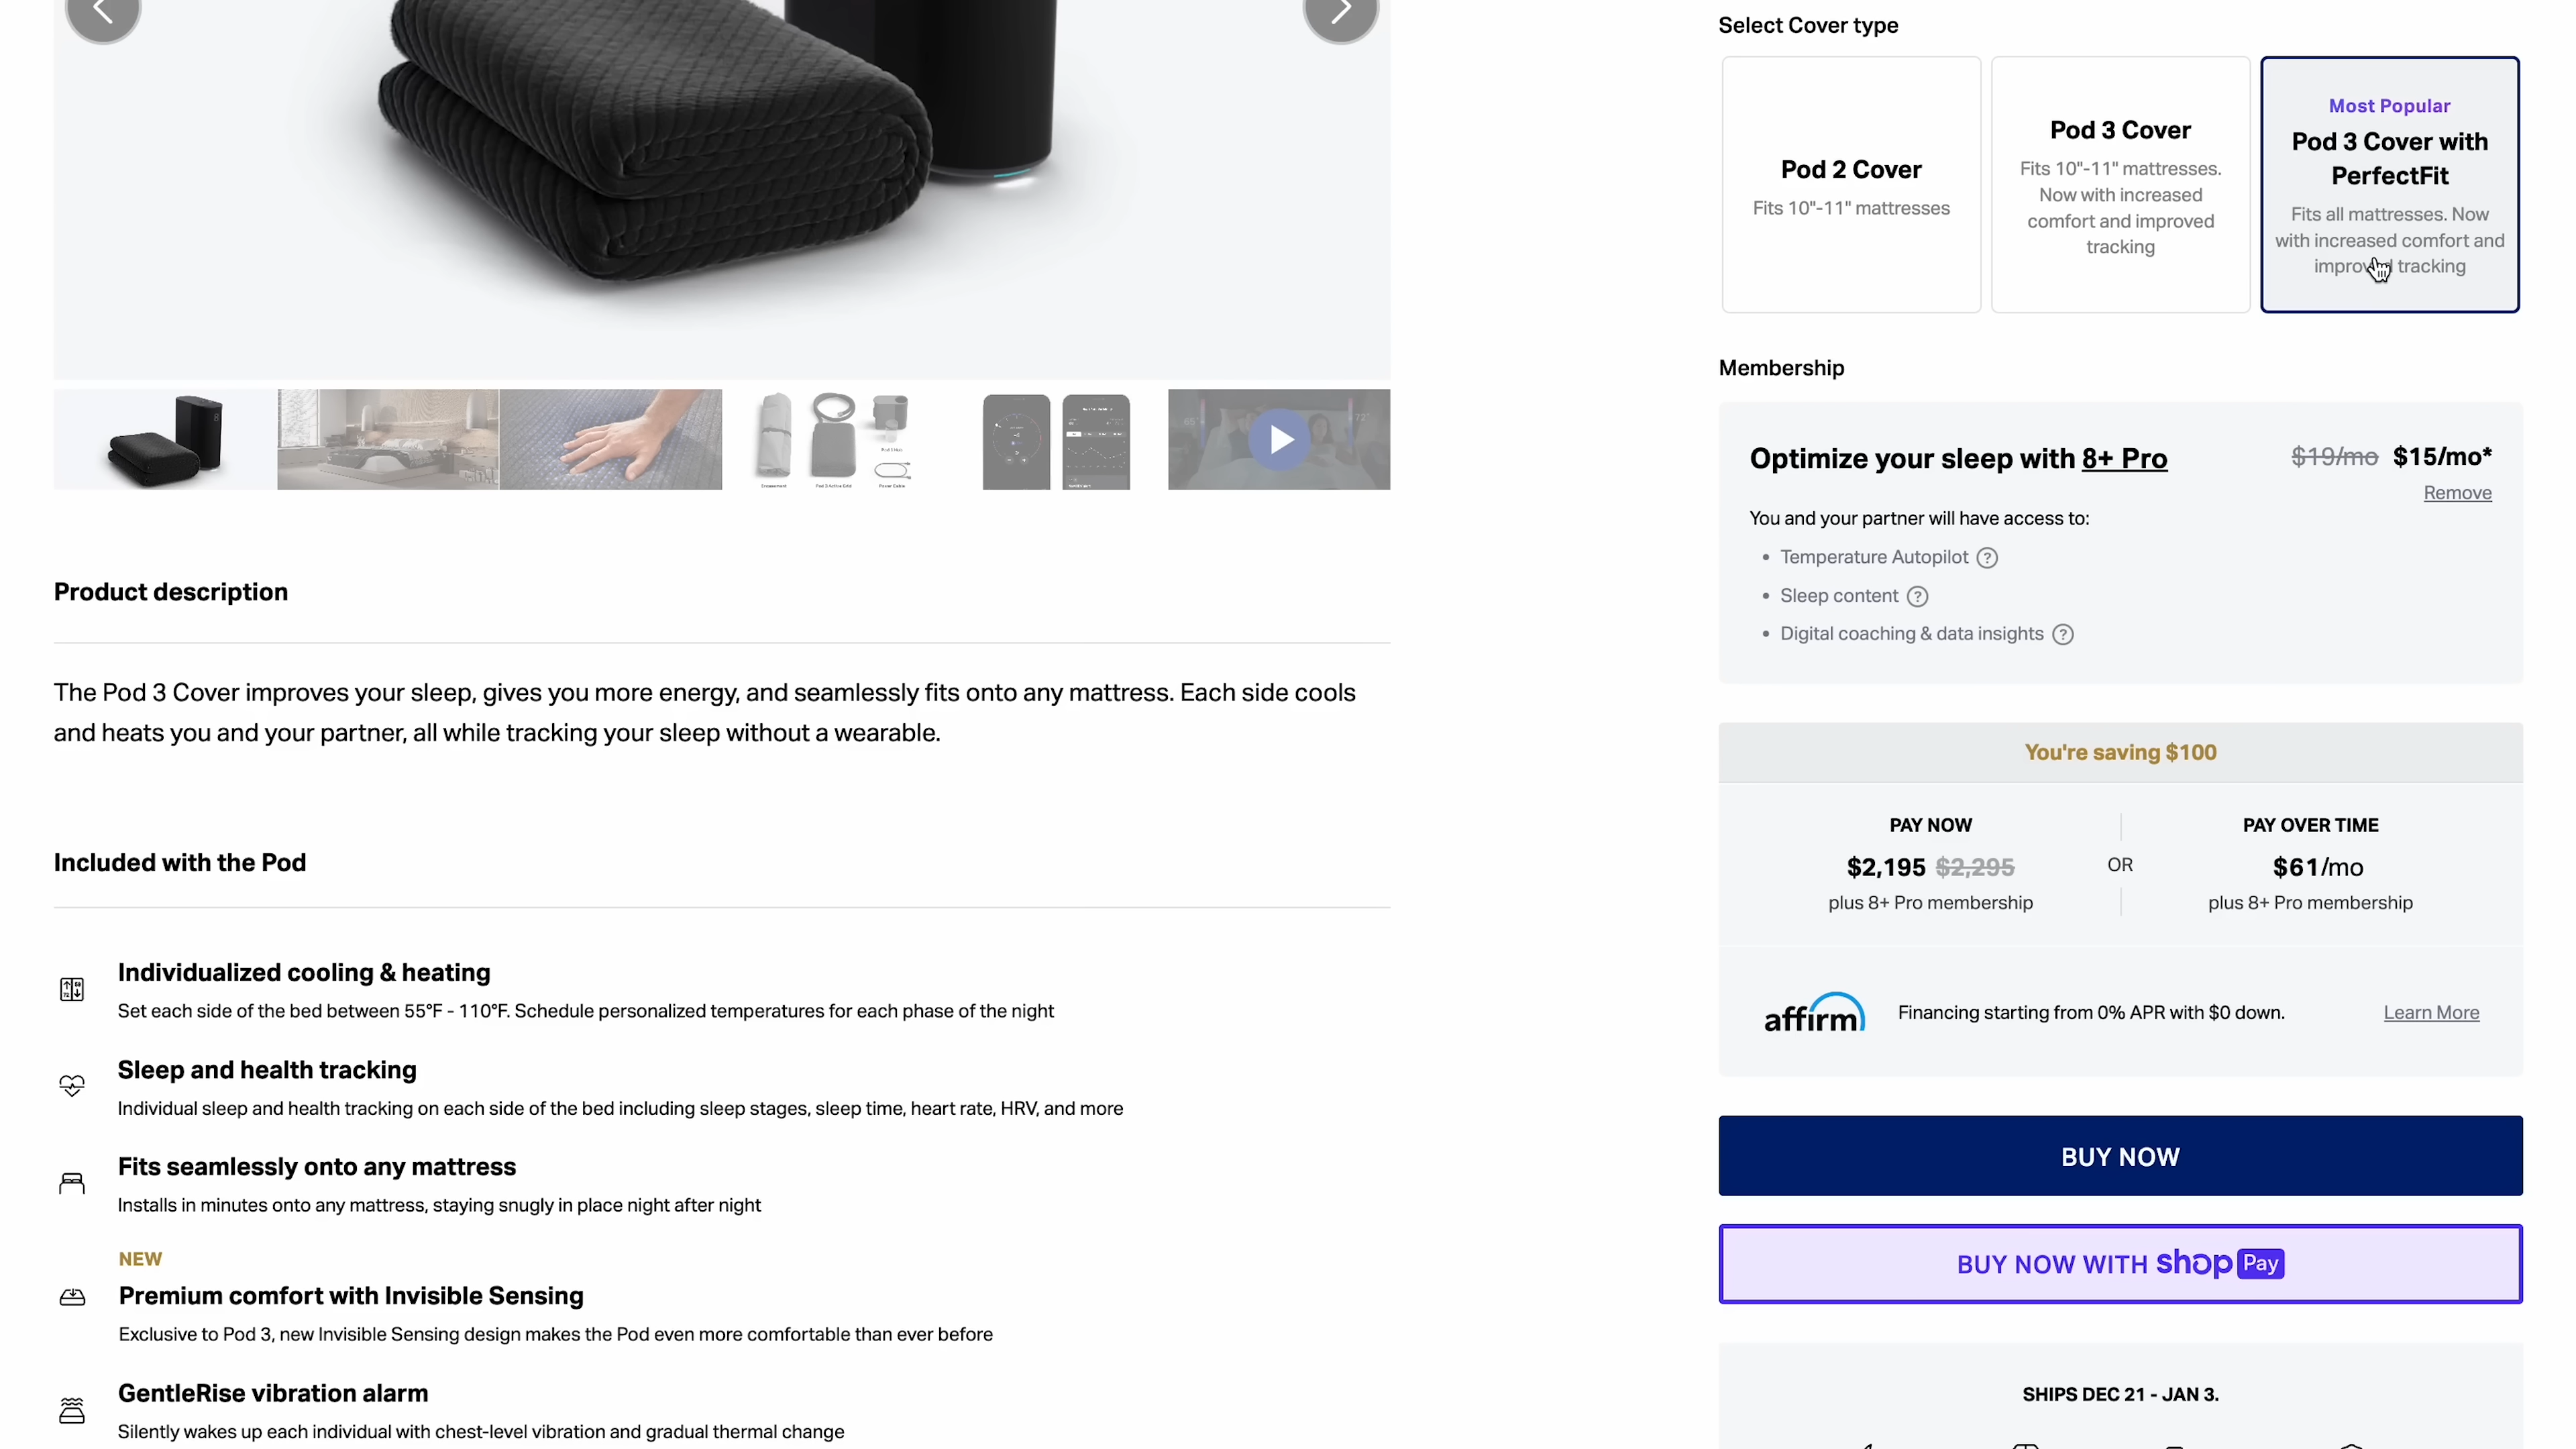 Select Cover type
Pod 2 Cover
Fits 10"-11" mattresses
Pod 3 Cover
Fits 10"-11" mattresses.
Now with increased
comfort and improved
tracking
Most Popular
Pod 3 Cover with
PerfectFit
Fits all mattresses. Now
with increased comfort and
tracking
Membership
Optimize your sleep with 8+ Pro
$19/mo $15/mo*
Remove
You and your partner will have access to:
• Temperature Autopilot ?
• Sleep content ?
• Digital coaching & data insights ?
You're saving $100
PAY NOW
$2,195 $2,295
plus 8+ Pro membership
OR
PAY OVER TIME
$61/mo
plus 8+ Pro membership
affirm
Financing starting from 0% APR with $0 down.
Learn More
BUY NOW
BUY NOW WITH shop Pay
SHIPS DEC 21 - JAN 3.
Product description
The Pod 3 Cover improves your sleep, gives you more energy, and seamlessly fits onto any mattress. Each side cools
and heats you and your partner, all while tracking your sleep without a wearable.
Included with the Pod
Individualized cooling & heating
Set each side of the bed between 55°F - 110°F. Schedule personalized temperatures for each phase of the night
Sleep and health tracking
Individual sleep and health tracking on each side of the bed including sleep stages, sleep time, heart rate, HRV, and more
Fits seamlessly onto any mattress
Installs in minutes onto any mattress, staying snugly in place night after night
NEW
Premium comfort with Invisible Sensing
Exclusive to Pod 3, new Invisible Sensing design makes the Pod even more comfortable than ever before
GentleRise vibration alarm
Silently wakes up each individual with chest-level vibration and gradual thermal change